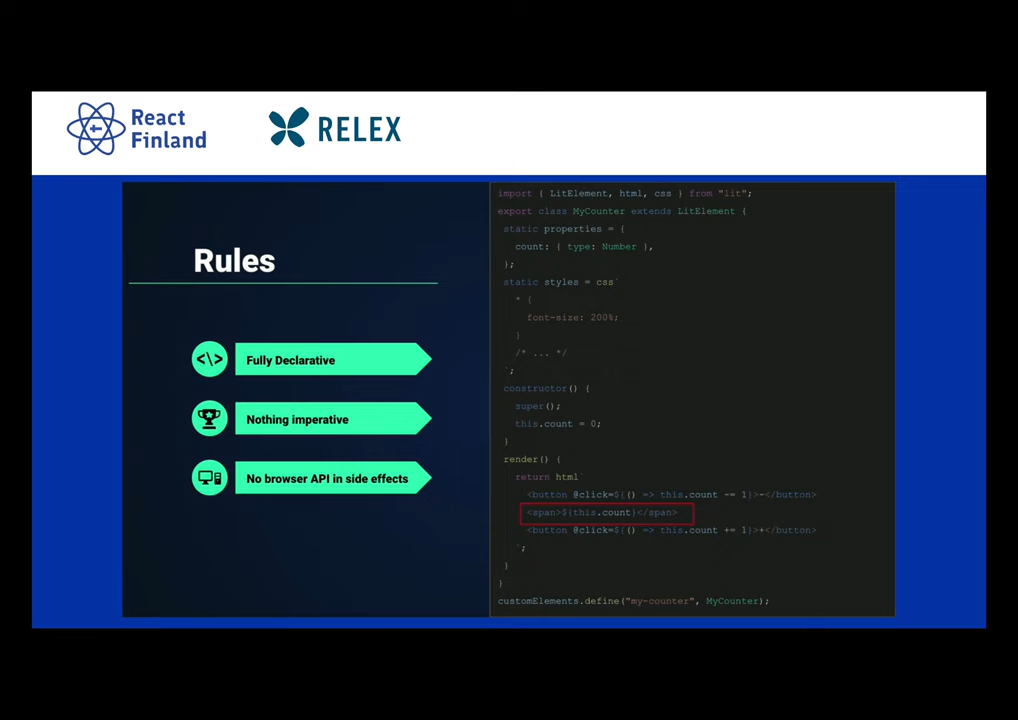 React
Finland
RELEX
Rules
Fully Declarative
Nothing imperative
No browser API in side effects
import { LitElement, html, css } from "lit";
export class MyCounter extends LitElement {
static properties = {
count: { type: Number },
};
static styles = css`
* {
font-size: 200%;
}
/* ... */
`;
constructor() {
super();
this.count = 0;
}
render() {
return html`
<button @click=${() => this.count -= 1}>-</button>
<span>${this.count}</span>
<button @click=${() => this.count += 1}>+</button>
`;
}
}
customElements.define("my-counter", MyCounter);